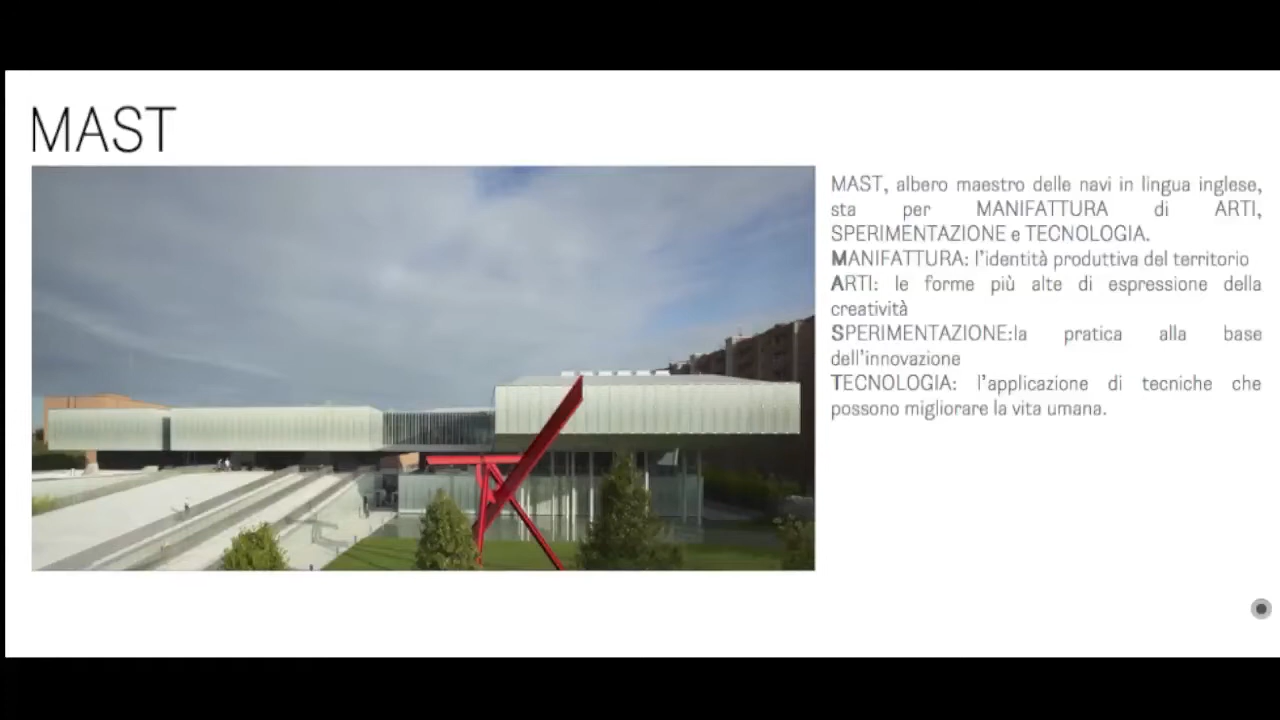 MAST
MAST, albero maestro delle navi in lingua inglese,
sta per MANIFATTURA di ARTI,
SPERIMENTAZIONE e TECNOLOGIA.
MANIFATTURA: l'identità produttiva del territorio
ARTI: le forme più alte di espressione della
creatività
SPERIMENTAZIONE:la pratica alla base
dell'innovazione
TECNOLOGIA: l'applicazione di tecniche che
possono migliorare la vita umana.